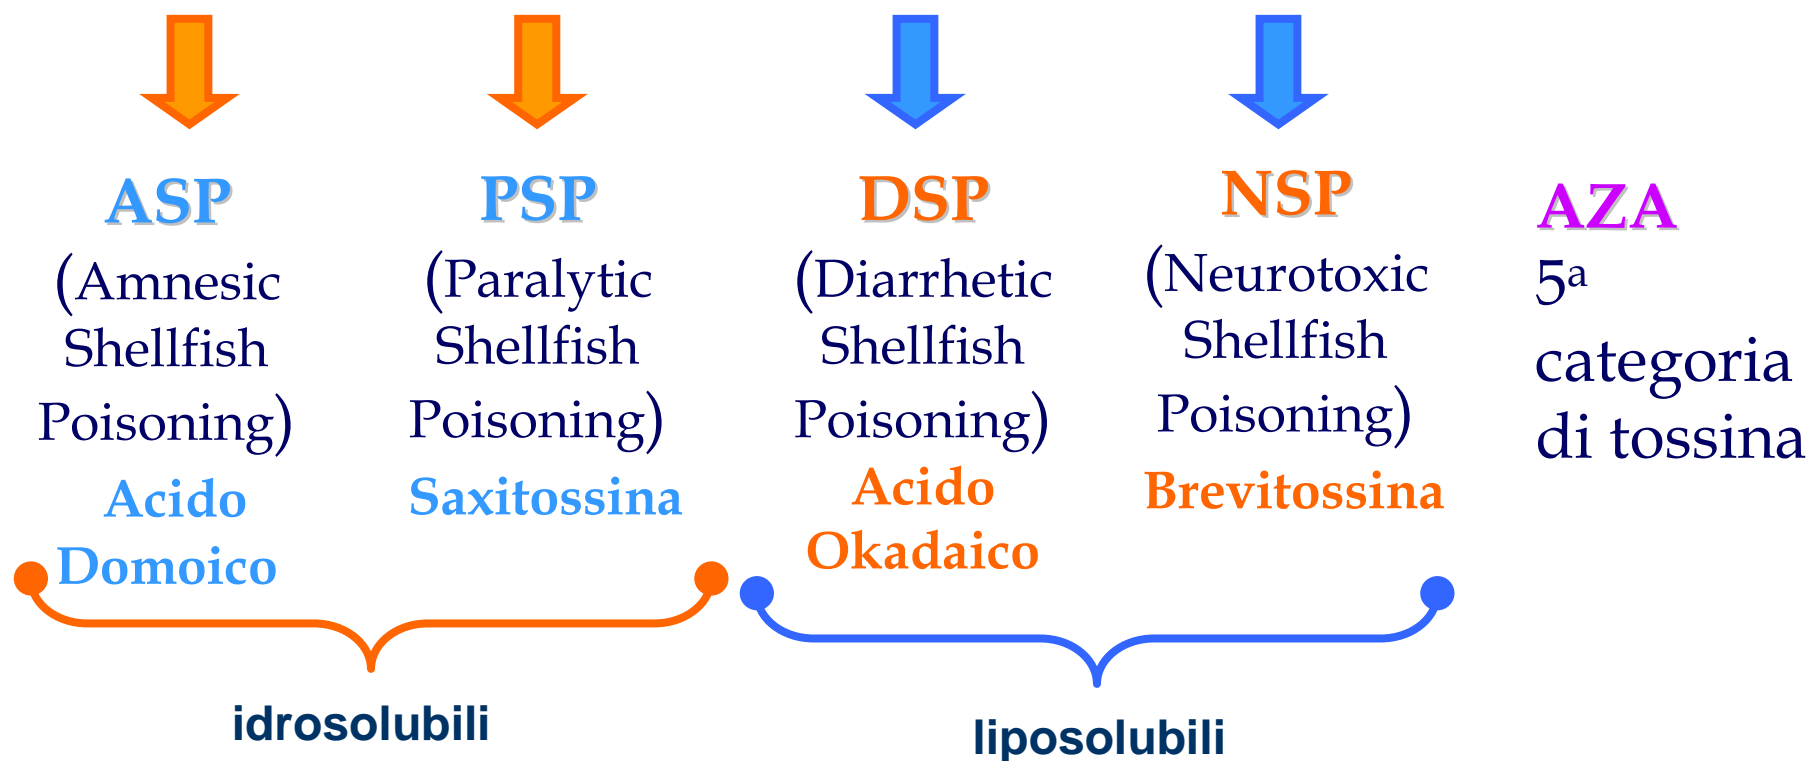 ASP
(Amnesic
Shellfish
Poisoning)
Acido
Domoico
PSP
(Paralytic
Shellfish
Poisoning)
Saxitossina
DSP
(Diarrhetic
Shellfish
Poisoning)
Acido
Okadaico
NSP
(Neurotoxic
Shellfish
Poisoning)
Brevitossina
AZA
5ª
categoria
di tossina
idrosolubili
liposolubili